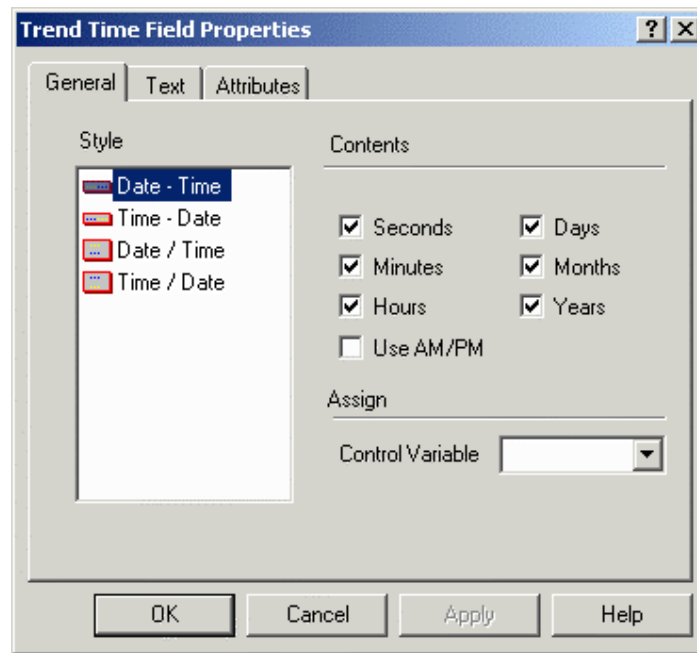 Trend Time Field Properties
General Text Attributes
Style
Date - Time
Time - Date
Date / Time
Time / Date
Contents
Seconds Days
Minutes Months
Hours Years
Use AM/PM
Assign
Control Variable
OK Cancel Apply Help